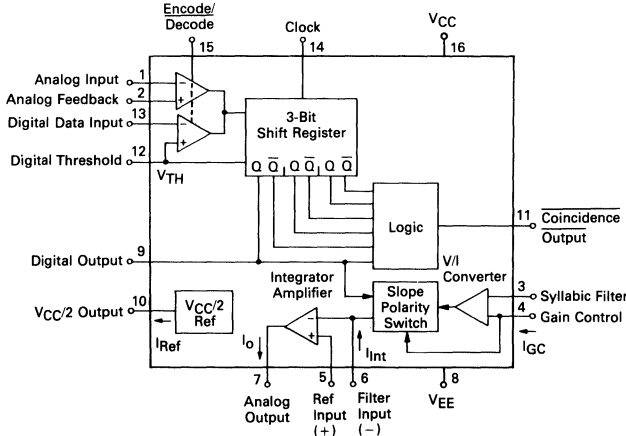 Encode/
Decode
Clock
VCC
15
14
16
Analog Input 1
Analog Feedback 2
Digital Data Input 13
Digital Threshold 12
VTH
3-Bit
Shift Register
Q Q̅ Q Q̅ Q Q̅
Logic
11 Coincidence
Output
Digital Output 9
V/I
Converter
Integrator
Amplifier
Slope
Polarity
Switch
3 Syllabic Filter
4 Gain Control
VCC/2 Output 10
VCC/2
Ref
IRef
IO
IInt
IGC
7 5 6 8
Analog
Output
Ref
Input
(+)
Filter
Input
(−)
VEE